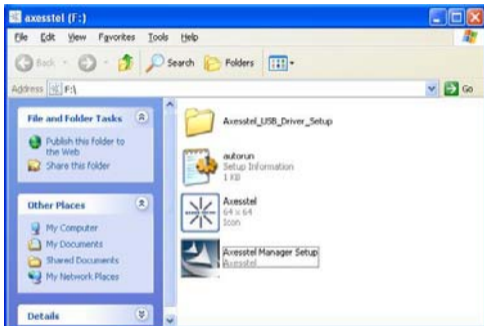 axesstel (F:)
File Edit View Favorites Tools Help
Back Search Folders
Address F:\ Go
File and Folder Tasks
Publish this folder to
the Web
Share this folder
Other Places
My Computer
My Documents
Shared Documents
My Network Places
Details
Axesstel_USB_Driver_Setup
autorun
Setup Information
1 KB
Axesstel
64 x 64
Icon
Axesstel Manager Setup
Axesstel